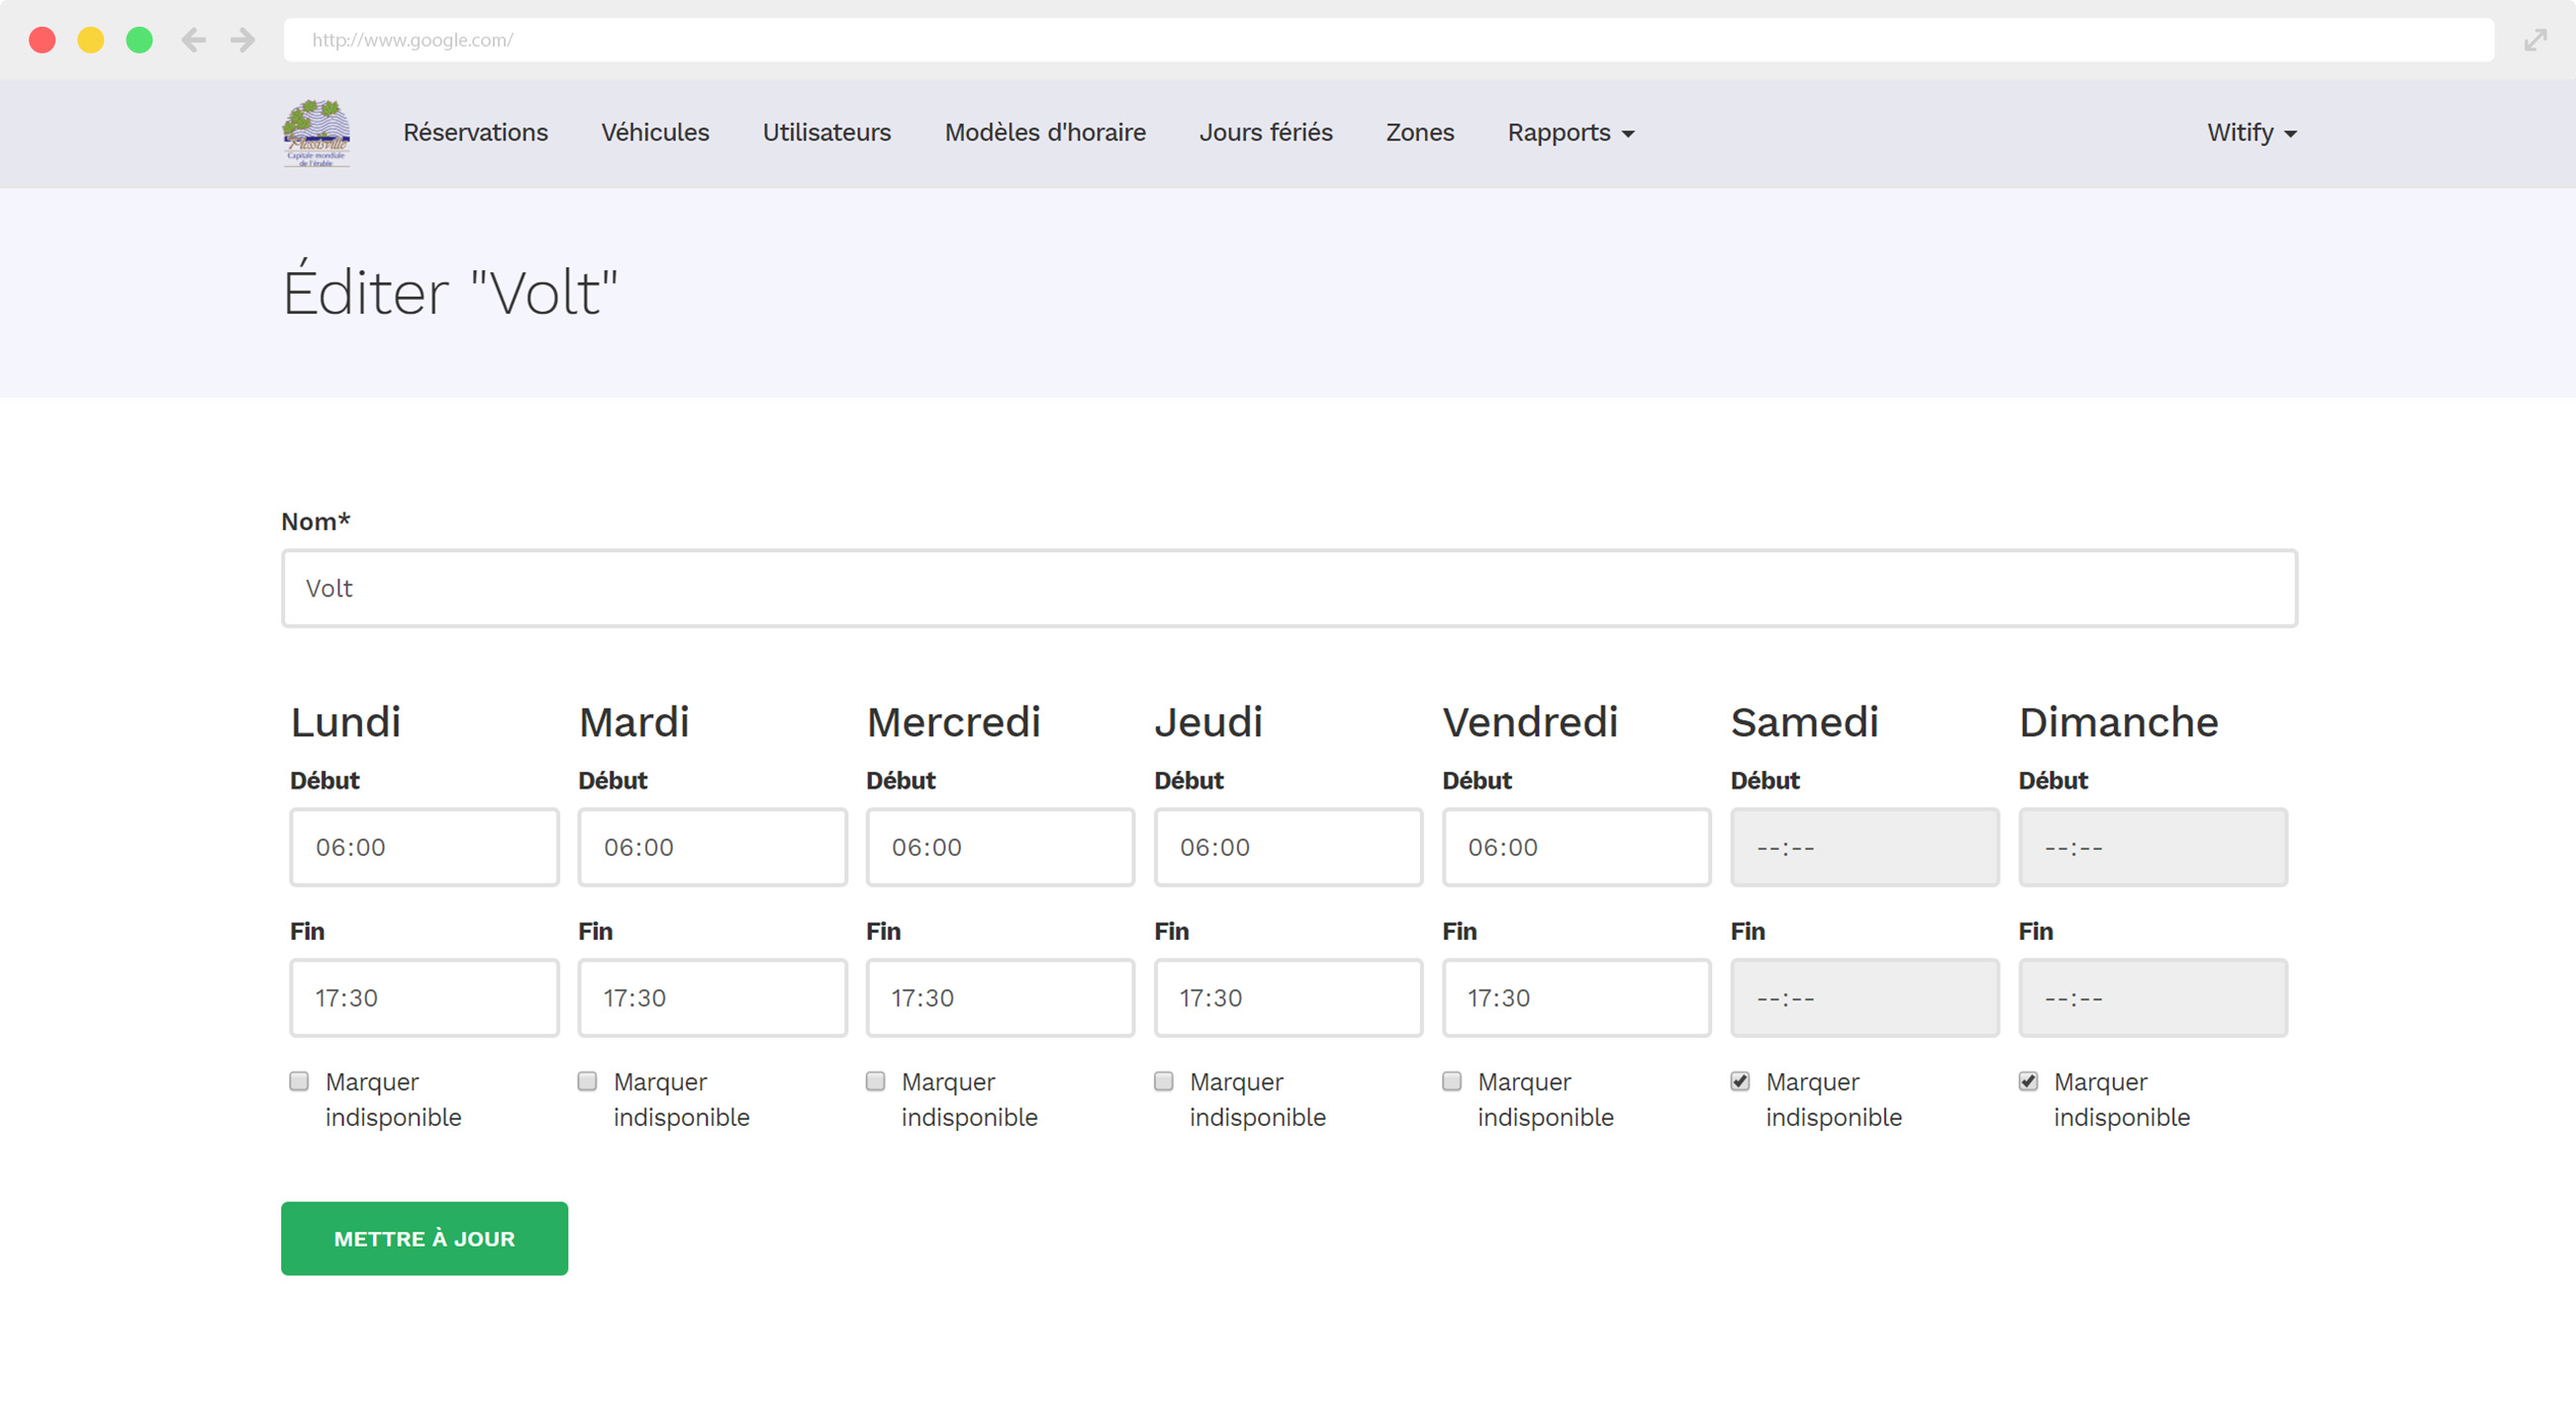 http://www.google.com/
Plessisville
Capitale mondiale
de l'érable
Réservations Véhicules Utilisateurs Modèles d'horaire Jours fériés Zones Rapports Witify
Éditer "Volt"
Nom*
Volt
Lundi Mardi Mercredi Jeudi Vendredi Samedi Dimanche
Début Début Début Début Début Début Début
06:00 06:00 06:00 06:00 06:00 --:-- --:--
Fin Fin Fin Fin Fin Fin Fin
17:30 17:30 17:30 17:30 17:30 --:-- --:--
Marquer Marquer Marquer Marquer Marquer Marquer Marquer
indisponible indisponible indisponible indisponible indisponible indisponible indisponible
METTRE À JOUR